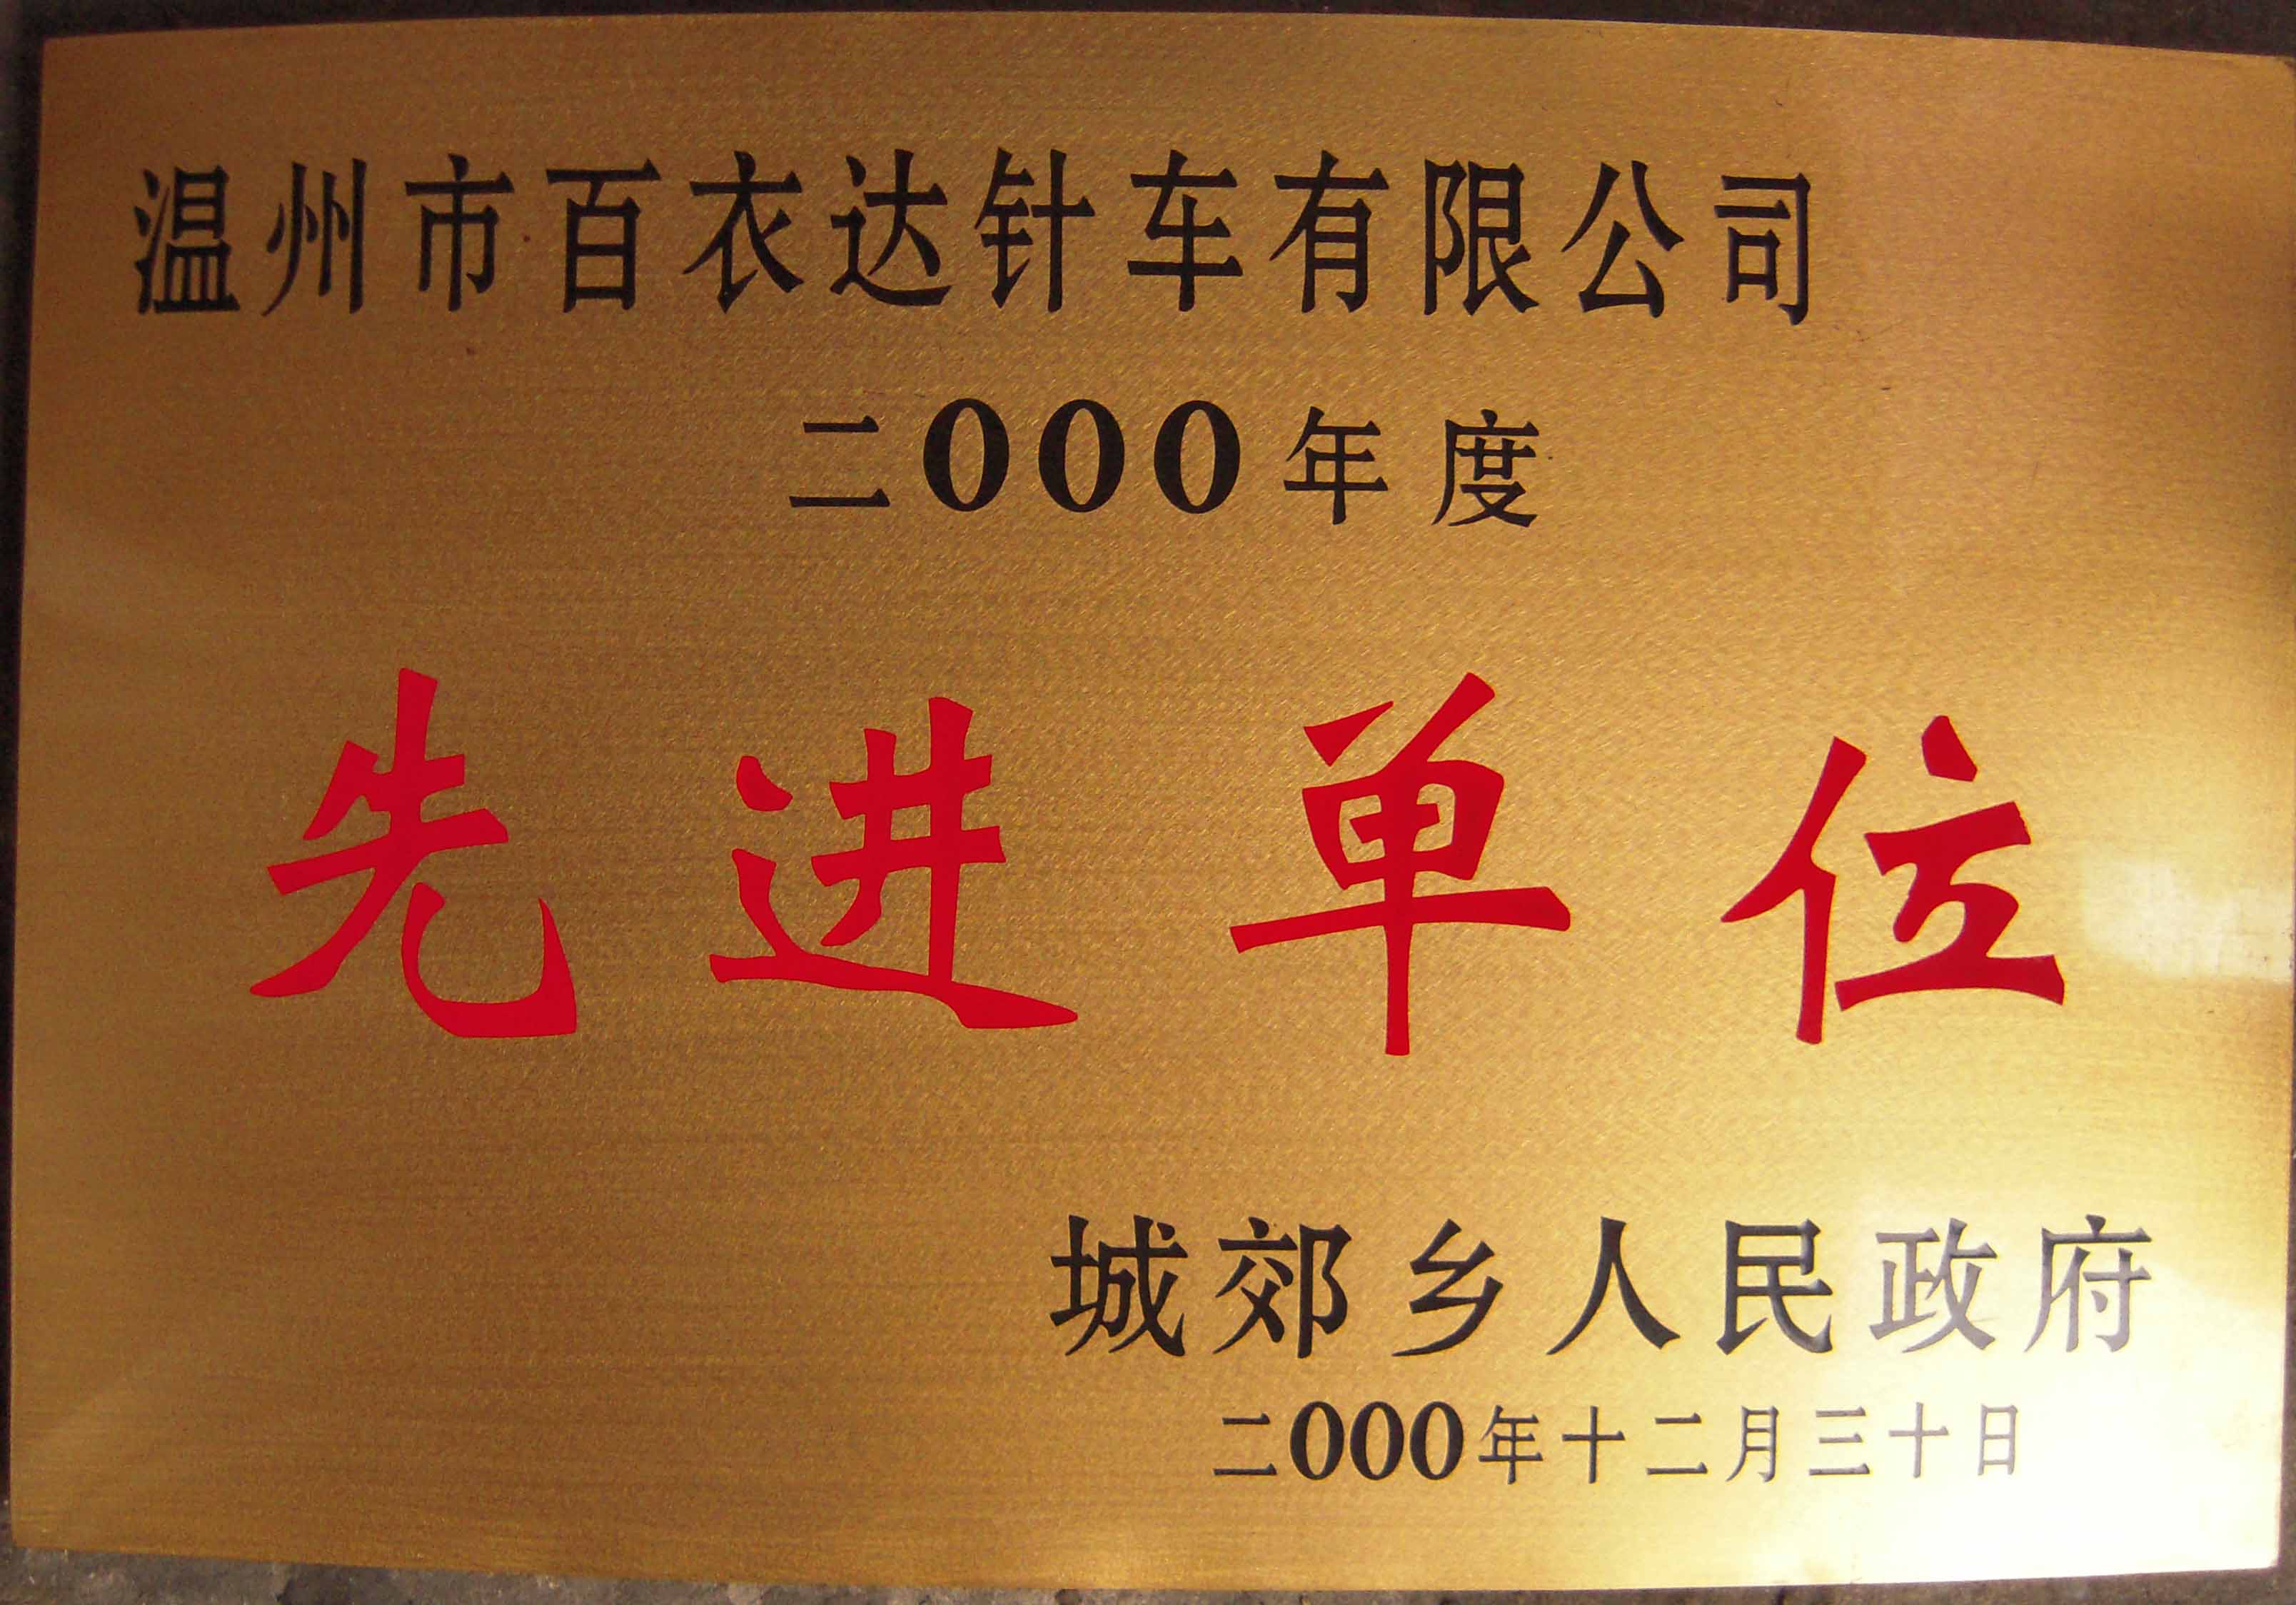 温州市百衣达针车有限公司
二000年度
先进单位
城郊乡人民政府
二000年十二月三十日